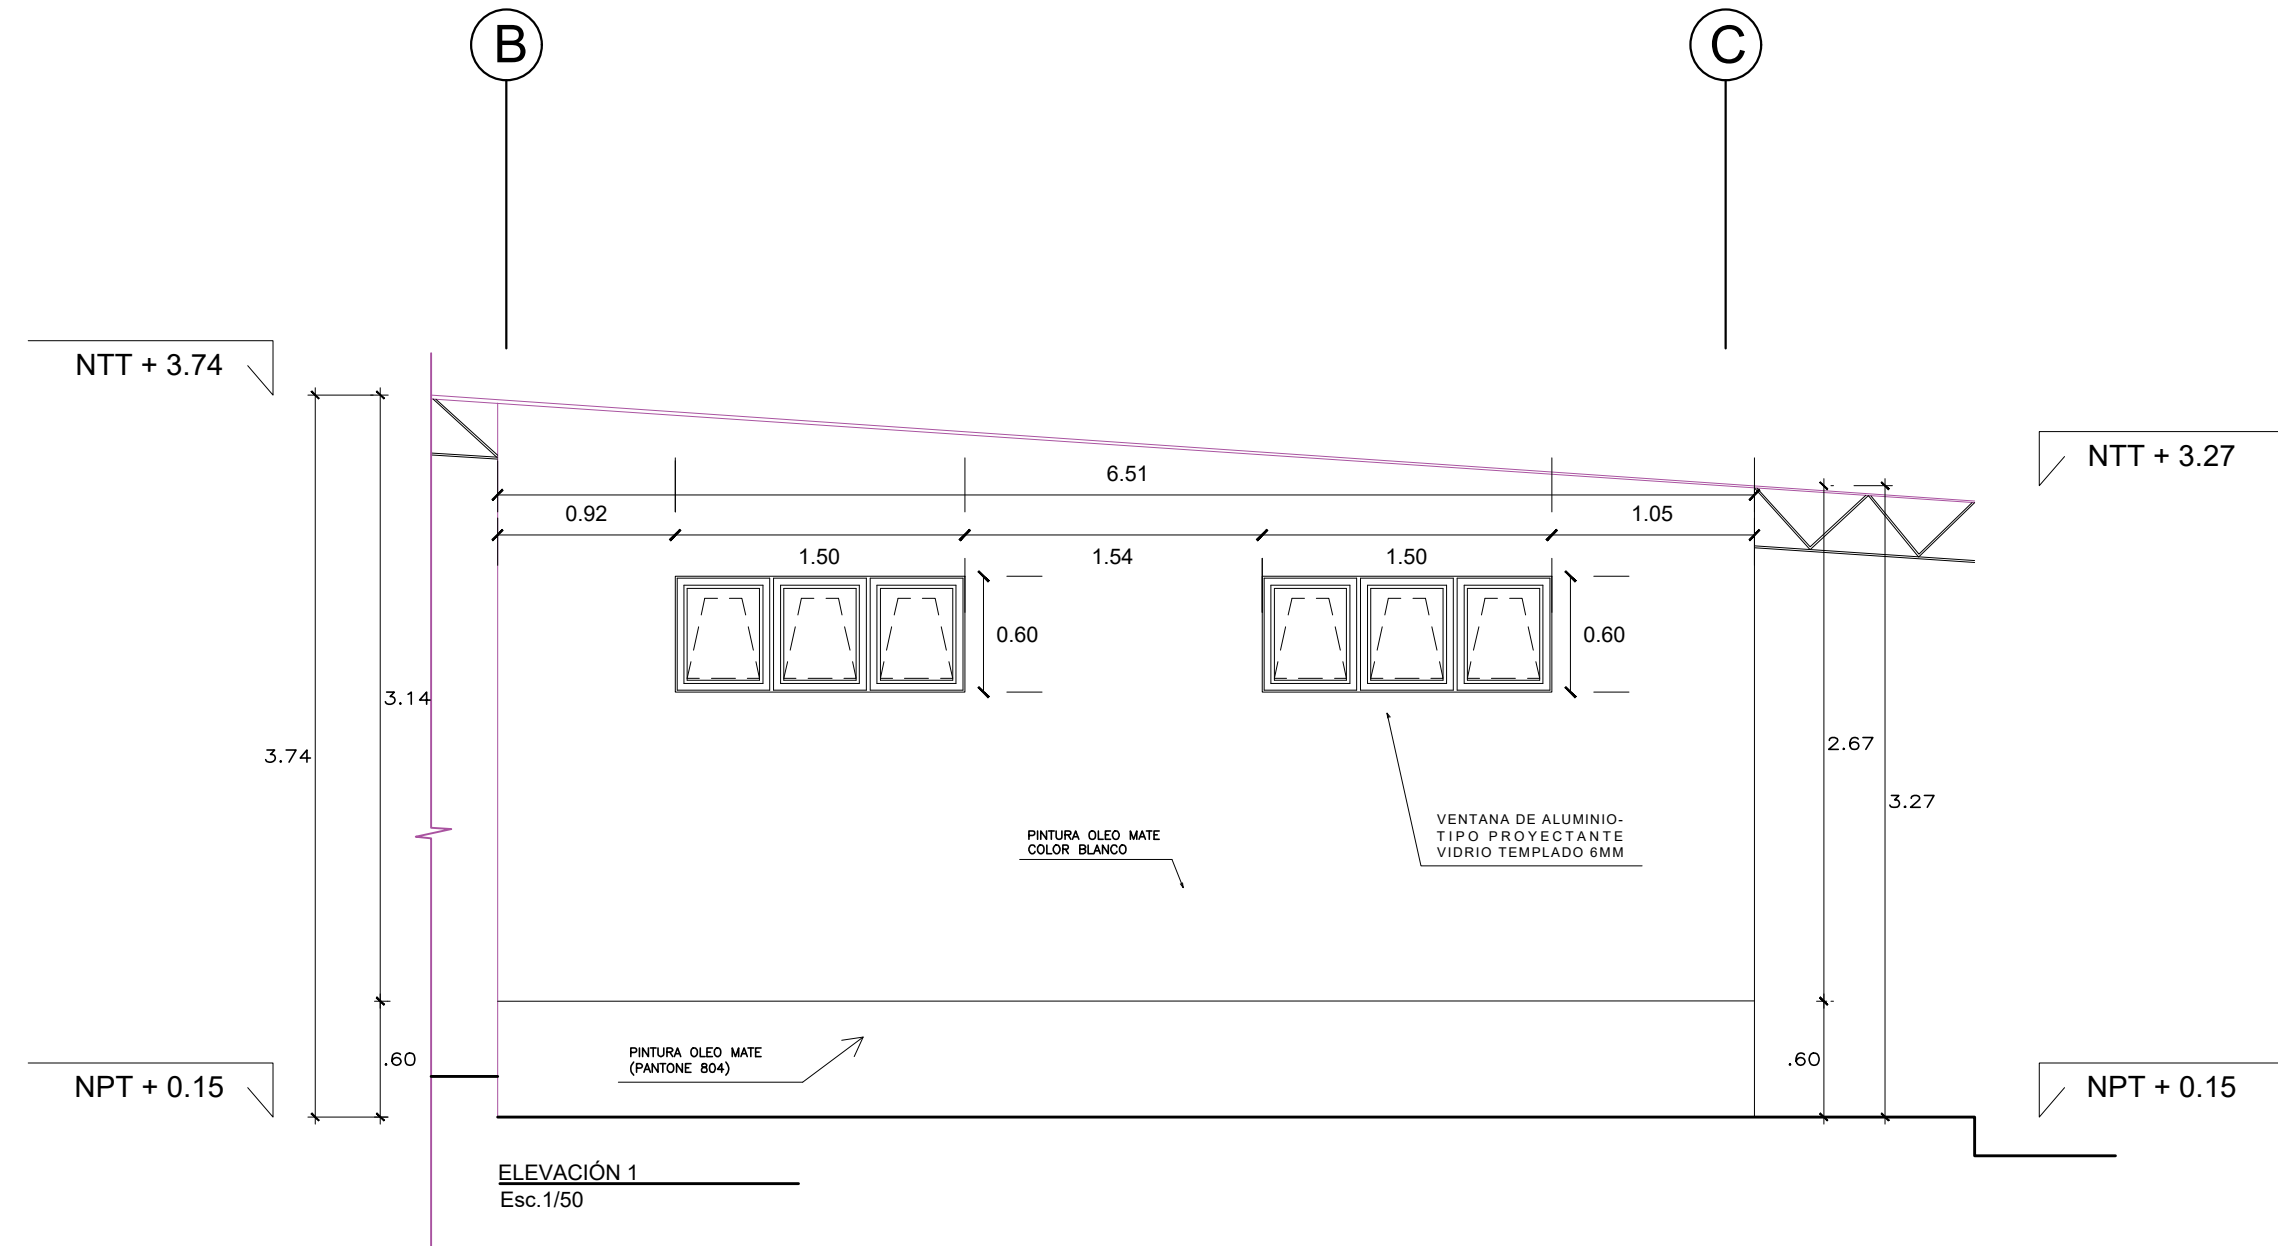 B
C
NTT + 3.74
NTT + 3.27
6.51
0.92
1.05
1.50
1.54
1.50
0.60
0.60
3.14
3.74
2.67
3.27
VENTANA DE ALUMINIO-
TIPO PROYECTANTE
VIDRIO TEMPLADO 6MM
PINTURA OLEO MATE
COLOR BLANCO
.60
PINTURA OLEO MATE
(PANTONE 804)
.60
NPT + 0.15
NPT + 0.15
ELEVACIÓN 1
Esc.1/50